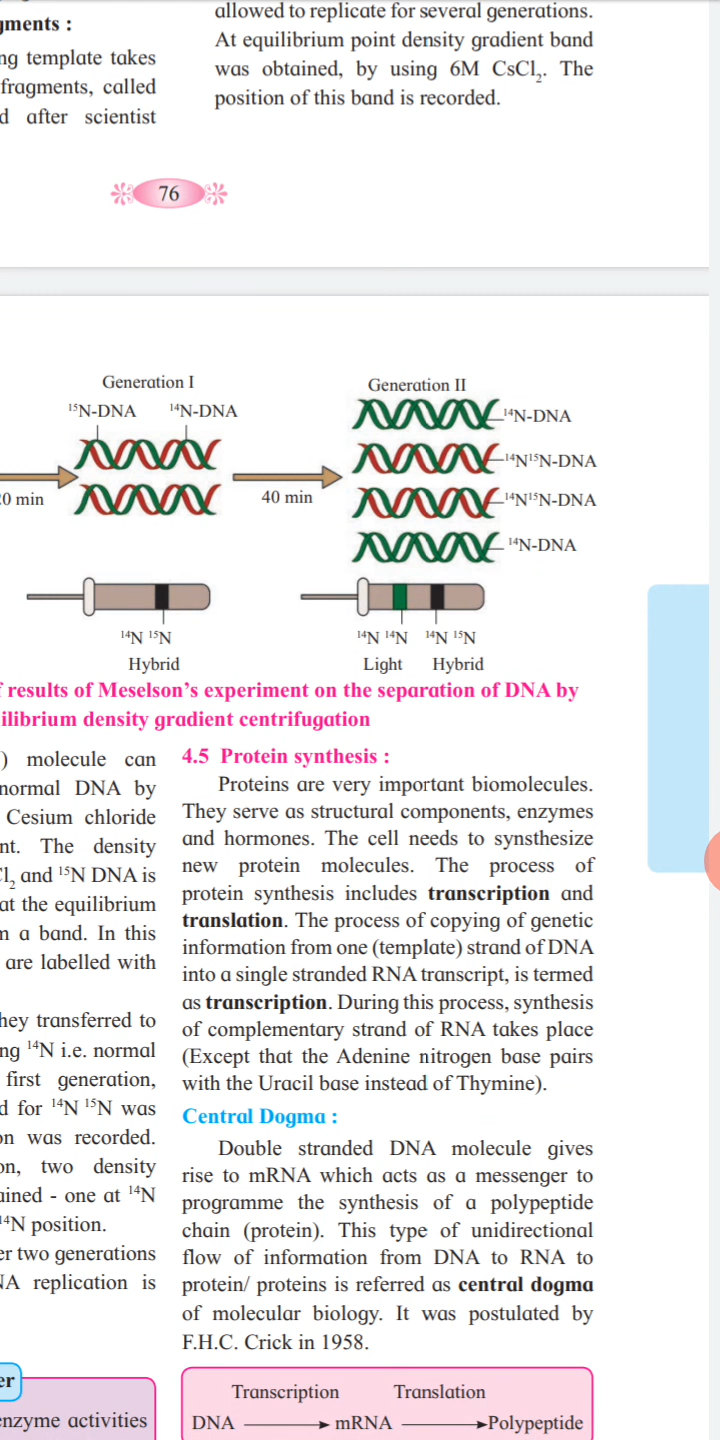 gments :
ng template takes
fragments, called
d after scientist
allowed to replicate for several generations.
At equilibrium point density gradient band
was obtained, by using 6M CsCl₂. The
position of this band is recorded.
76
Generation I
¹⁵N-DNA ¹⁴N-DNA
20 min
40 min
Generation II
¹⁴N-DNA
¹⁴N¹⁵N-DNA
¹⁴N¹⁵N-DNA
¹⁴N-DNA
¹⁴N ¹⁵N
Hybrid
¹⁴N ¹⁴N ¹⁴N ¹⁵N
Light Hybrid
f results of Meselson's experiment on the separation of DNA by
ilibrium density gradient centrifugation
) molecule can
normal DNA by
Cesium chloride
nt. The density
Cl₂ and ¹⁵N DNA is
at the equilibrium
m a band. In this
are labelled with
hey transferred to
ng ¹⁴N i.e. normal
first generation,
d for ¹⁴N ¹⁵N was
on was recorded.
on, two density
ained - one at ¹⁴N
¹⁴N position.
er two generations
NA replication is
er
enzyme activities
4.5 Protein synthesis :
Proteins are very important biomolecules.
They serve as structural components, enzymes
and hormones. The cell needs to synsthesize
new protein molecules. The process of
protein synthesis includes transcription and
translation. The process of copying of genetic
information from one (template) strand of DNA
into a single stranded RNA transcript, is termed
as transcription. During this process, synthesis
of complementary strand of RNA takes place
(Except that the Adenine nitrogen base pairs
with the Uracil base instead of Thymine).
Central Dogma :
Double stranded DNA molecule gives
rise to mRNA which acts as a messenger to
programme the synthesis of a polypeptide
chain (protein). This type of unidirectional
flow of information from DNA to RNA to
protein/ proteins is referred as central dogma
of molecular biology. It was postulated by
F.H.C. Crick in 1958.
Transcription Translation
DNA mRNA Polypeptide